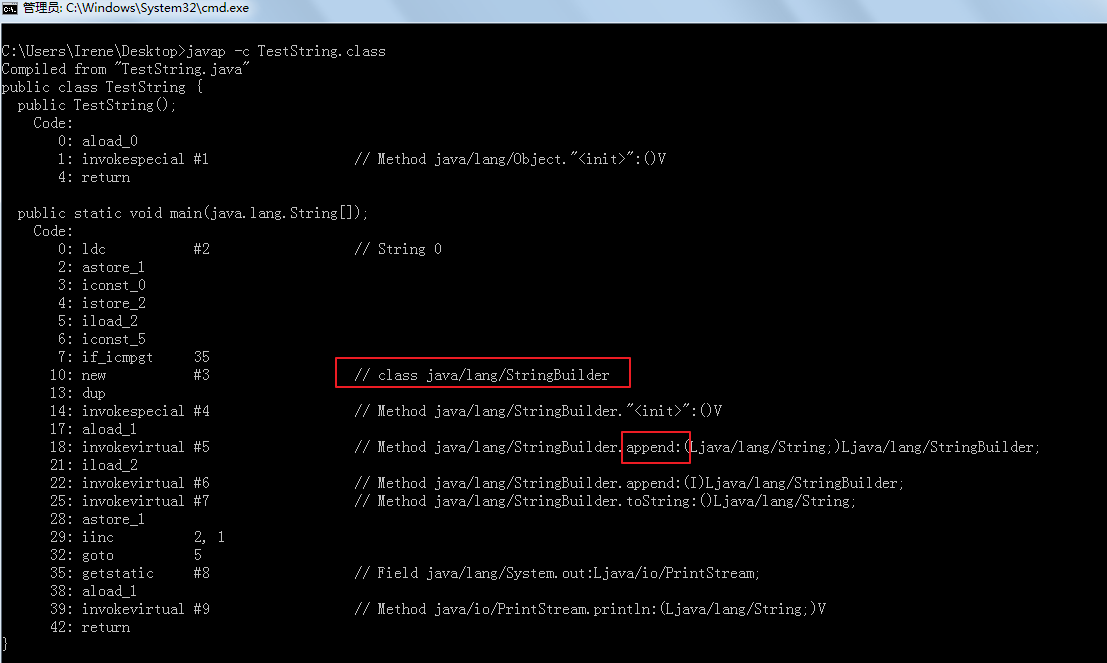 管理员: C:\Windows\System32\cmd.exe
C:\Users\Irene\Desktop>javap -c TestString.class
Compiled from "TestString.java"
public class TestString {
  public TestString();
    Code:
       0: aload_0
       1: invokespecial #1                  // Method java/lang/Object."<init>":()V
       4: return
  public static void main(java.lang.String[]);
    Code:
       0: ldc           #2                  // String 0
       2: astore_1
       3: iconst_0
       4: istore_2
       5: iload_2
       6: iconst_5
       7: if_icmpgt     35
      10: new           #3                  // class java/lang/StringBuilder
      13: dup
      14: invokespecial #4                  // Method java/lang/StringBuilder."<init>":()V
      17: aload_1
      18: invokevirtual #5                  // Method java/lang/StringBuilder.append:(Ljava/lang/String;)Ljava/lang/StringBuilder;
      21: iload_2
      22: invokevirtual #6                  // Method java/lang/StringBuilder.append:(I)Ljava/lang/StringBuilder;
      25: invokevirtual #7                  // Method java/lang/StringBuilder.toString:()Ljava/lang/String;
      28: astore_1
      29: iinc          2, 1
      32: goto          5
      35: getstatic     #8                  // Field java/lang/System.out:Ljava/io/PrintStream;
      38: aload_1
      39: invokevirtual #9                  // Method java/io/PrintStream.println:(Ljava/lang/String;)V
      42: return
}